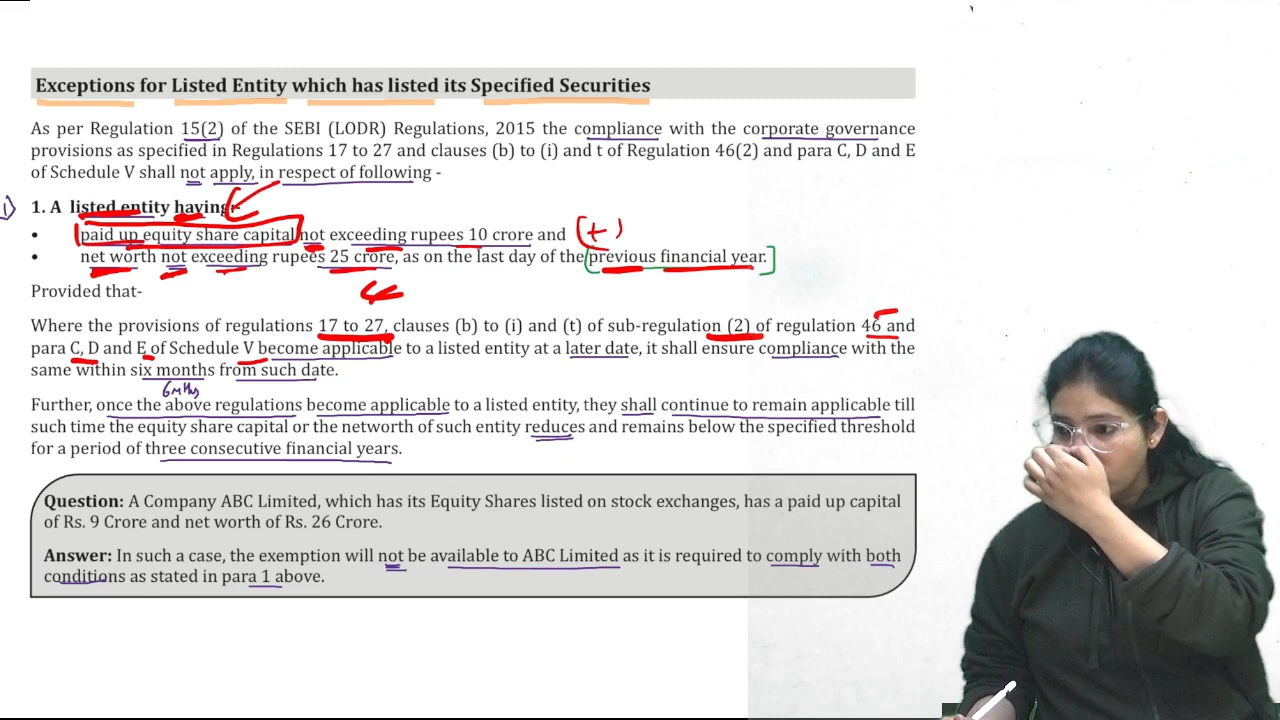 Exceptions for Listed Entity which has listed its Specified Securities
As per Regulation 15(2) of the SEBI (LODR) Regulations, 2015 the compliance with the corporate governance
provisions as specified in Regulations 17 to 27 and clauses (b) to (i) and t of Regulation 46(2) and para C, D and E
of Schedule V shall not apply, in respect of following -
1) 1. A listed entity having:-
• paid up equity share capital not exceeding rupees 10 crore and (+)
• net worth not exceeding rupees 25 crore, as on the last day of the [previous financial year.]
Provided that-
Where the provisions of regulations 17 to 27, clauses (b) to (i) and (t) of sub-regulation (2) of regulation 46 and
para C, D and E of Schedule V become applicable to a listed entity at a later date, it shall ensure compliance with the
same within six months from such date.
6 mths
Further, once the above regulations become applicable to a listed entity, they shall continue to remain applicable till
such time the equity share capital or the networth of such entity reduces and remains below the specified threshold
for a period of three consecutive financial years.
Question: A Company ABC Limited, which has its Equity Shares listed on stock exchanges, has a paid up capital
of Rs. 9 Crore and net worth of Rs. 26 Crore.
Answer: In such a case, the exemption will not be available to ABC Limited as it is required to comply with both
conditions as stated in para 1 above.